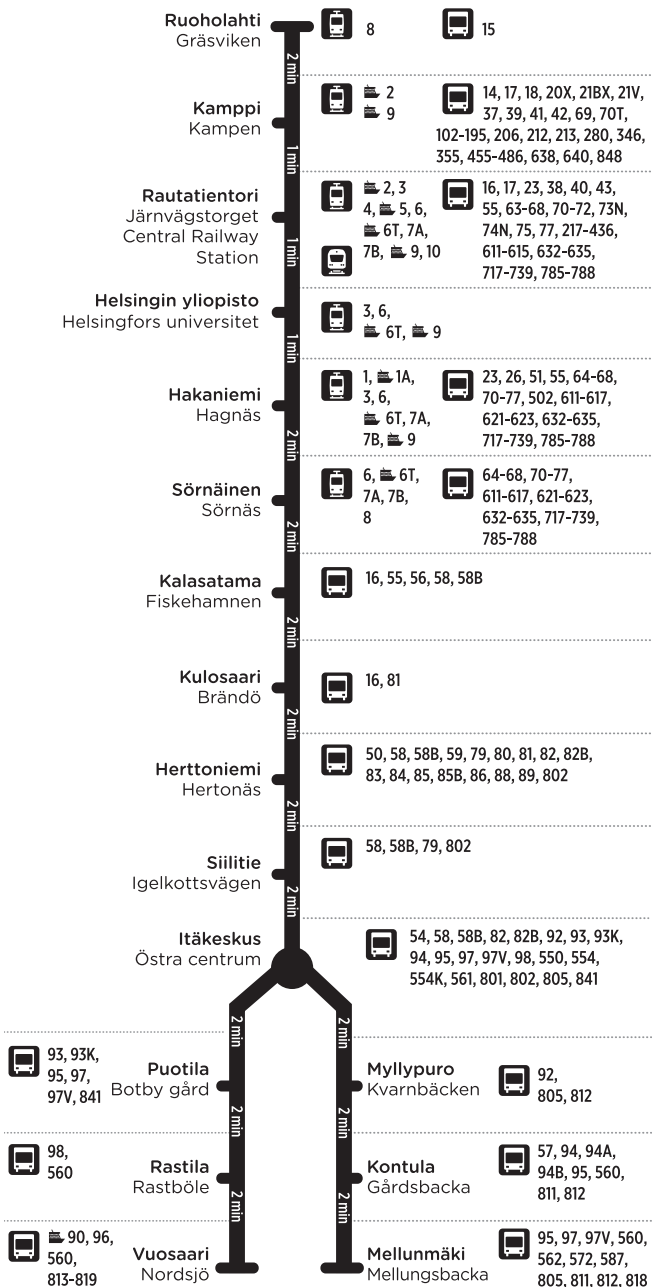 Ruoholahti
Gräsviken
8
15
2 min
Kamppi
Kampen
2
9
14, 17, 18, 20X, 21BX, 21V,
37, 39, 41, 42, 69, 70T,
102-195, 206, 212, 213, 280, 346,
355, 455-486, 638, 640, 848
1 min
Rautatientori
Järnvägstorget
Central Railway
Station
2, 3
4, 5, 6,
6T, 7A,
7B, 9, 10
16, 17, 23, 38, 40, 43,
55, 63-68, 70-72, 73N,
74N, 75, 77, 217-436,
611-615, 632-635,
717-739, 785-788
1 min
Helsingin yliopisto
Helsingfors universitet
3, 6,
6T, 9
1 min
Hakaniemi
Hagnäs
1, 1A,
3, 6,
6T, 7A,
7B, 9
23, 26, 51, 55, 64-68,
70-77, 502, 611-617,
621-623, 632-635,
717-739, 785-788
2 min
Sörnäinen
Sörnäs
6, 6T,
7A, 7B,
8
64-68, 70-77,
611-617, 621-623,
632-635, 717-739,
785-788
2 min
Kalasatama
Fiskehamnen
16, 55, 56, 58, 58B
2 min
Kulosaari
Brändö
16, 81
2 min
Herttoniemi
Hertonäs
50, 58, 58B, 59, 79, 80, 81, 82, 82B,
83, 84, 85, 85B, 86, 88, 89, 802
2 min
Siilitie
Igelkottsvägen
58, 58B, 79, 802
2 min
Itäkeskus
Östra centrum
54, 58, 58B, 82, 82B, 92, 93, 93K,
94, 95, 97, 97V, 98, 550, 554,
554K, 561, 801, 802, 805, 841
2 min
2 min
93, 93K,
95, 97,
97V, 841
Puotila
Botby gård
Myllypuro
Kvarnbäcken
92,
805, 812
2 min
2 min
98,
560
Rastila
Rastböle
Kontula
Gårdsbacka
57, 94, 94A,
94B, 95, 560,
811, 812
2 min
2 min
90, 96,
560,
813-819
Vuosaari
Nordsjö
Mellunmäki
Mellungsbacka
95, 97, 97V, 560,
562, 572, 587,
805, 811, 812, 818